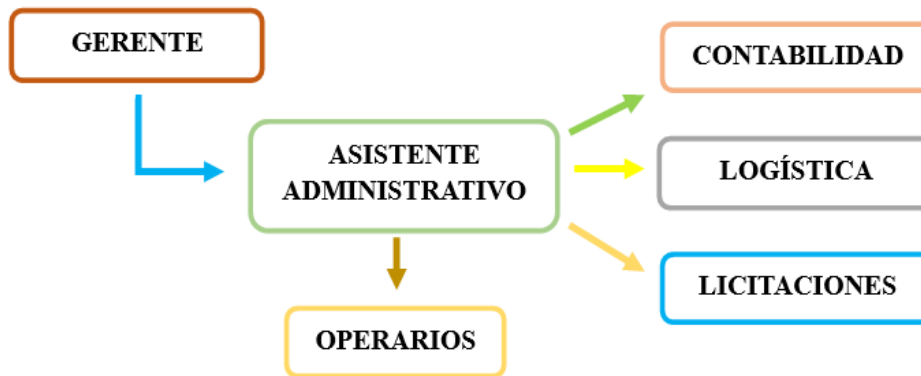 GERENTE
CONTABILIDAD
ASISTENTE
ADMINISTRATIVO
LOGÍSTICA
LICITACIONES
OPERARIOS